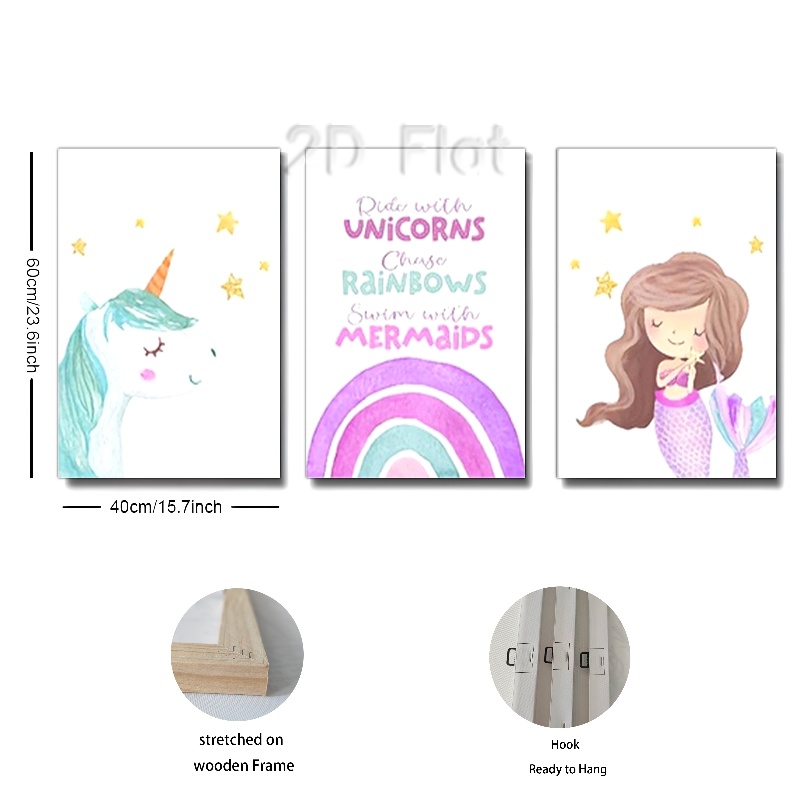 2D Flat
Ride with
UNiCORNS
Chase
RAiNBOWS
Swim with
MERMAiDS
60cm/23.6inch
40cm/15.7inch
stretched on
wooden Frame
Hook
Ready to Hang